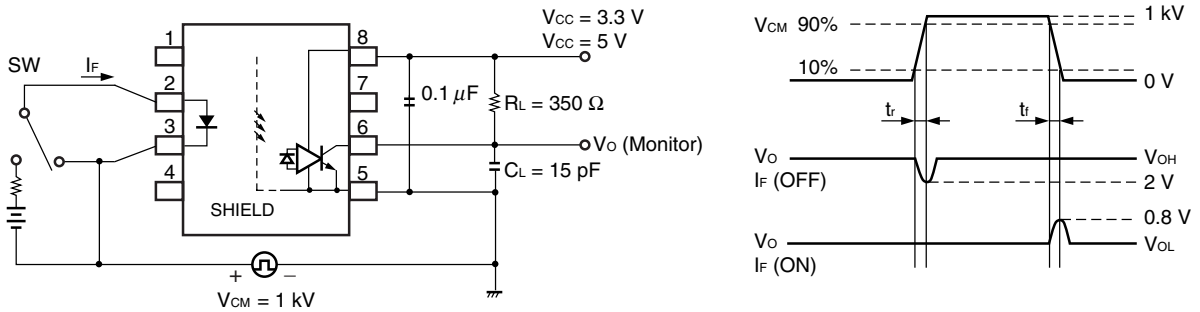 SW
IF
1
2
3
4
8
7
6
5
SHIELD
VCC = 3.3 V
VCC = 5 V
0.1 μF
RL = 350 Ω
VO (Monitor)
CL = 15 pF
+ −
VCM = 1 kV
VCM 90%
10%
1 kV
0 V
tr
tf
VO
IF (OFF)
VOH
2 V
0.8 V
VO
IF (ON)
VOL